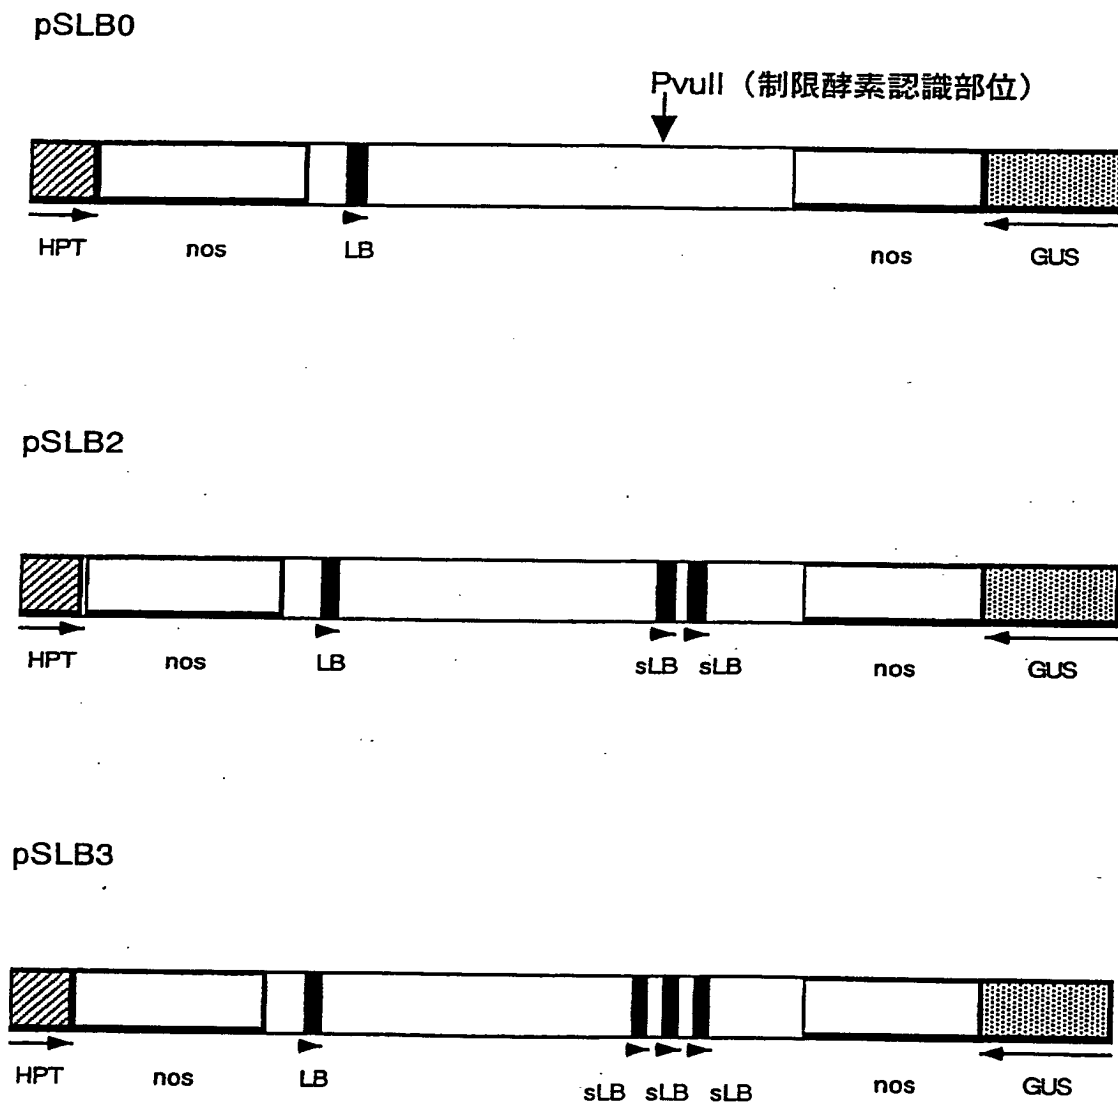 pSLB0
PvuII（制限酵素認識部位）
HPT nos LB nos GUS
pSLB2
HPT nos LB sLB sLB nos GUS
pSLB3
HPT nos LB sLB sLB sLB nos GUS